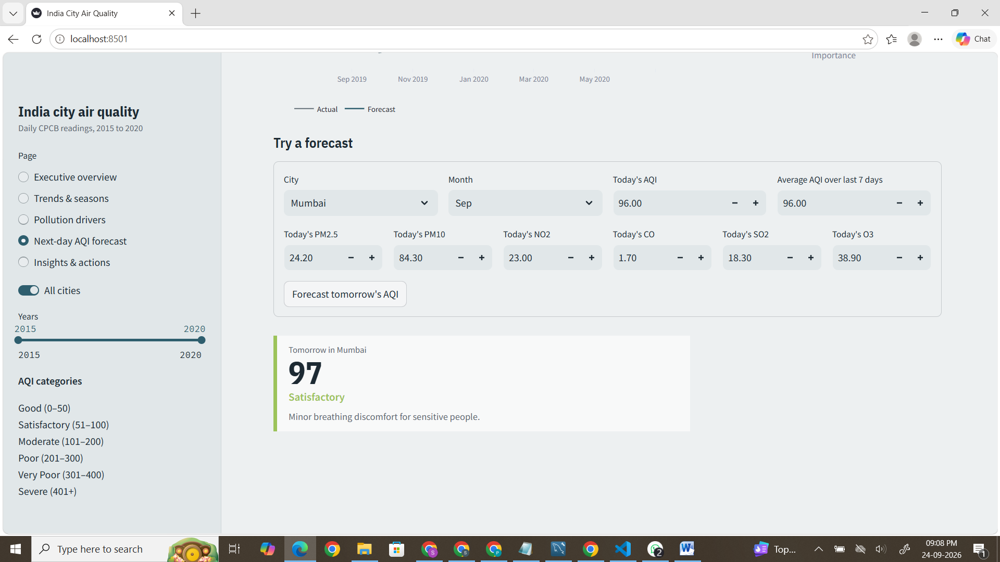 India City Air Quality
localhost:8501
Chat
India city air quality
Daily CPCB readings, 2015 to 2020
Page
Executive overview
Trends & seasons
Pollution drivers
Next-day AQI forecast
Insights & actions
All cities
Years
2015 2020
2015 2020
AQI categories
Good (0–50)
Satisfactory (51–100)
Moderate (101–200)
Poor (201–300)
Very Poor (301–400)
Severe (401+)
Importance
Sep 2019 Nov 2019 Jan 2020 Mar 2020 May 2020
Actual Forecast
Try a forecast
City Month Today's AQI Average AQI over last 7 days
Mumbai Sep 96.00 96.00
Today's PM2.5 Today's PM10 Today's NO2 Today's CO Today's SO2 Today's O3
24.20 84.30 23.00 1.70 18.30 38.90
Forecast tomorrow's AQI
Tomorrow in Mumbai
97
Satisfactory
Minor breathing discomfort for sensitive people.
Type here to search
S
S
P
2
W
Top...
09:08 PM
24-09-2026
1